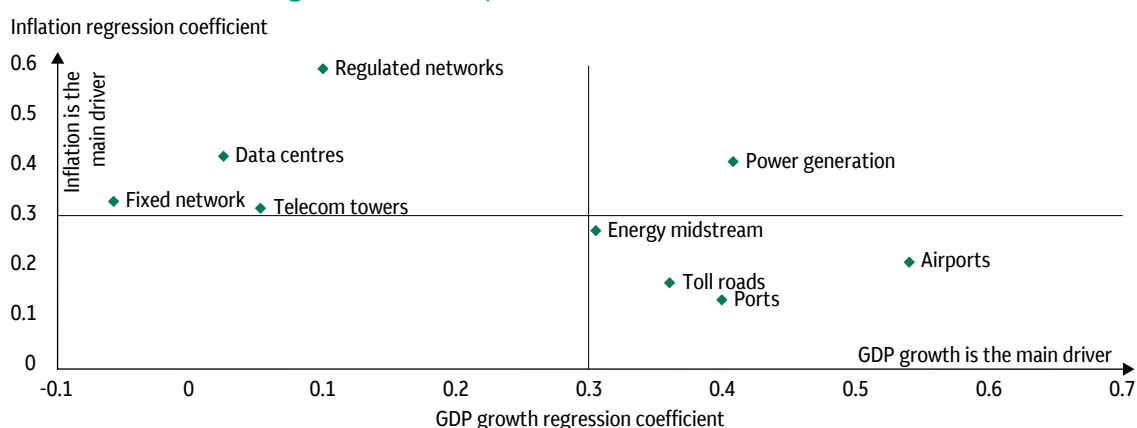 Inflation regression coefficient
0.6
0.5
0.4
0.3
0.2
0.1
0
Inflation is the
main driver
Regulated networks
Data centres
Power generation
Fixed network
Telecom towers
Energy midstream
Airports
Toll roads
Ports
GDP growth is the main driver
-0.1 0 0.1 0.2 0.3 0.4 0.5 0.6 0.7
GDP growth regression coefficient